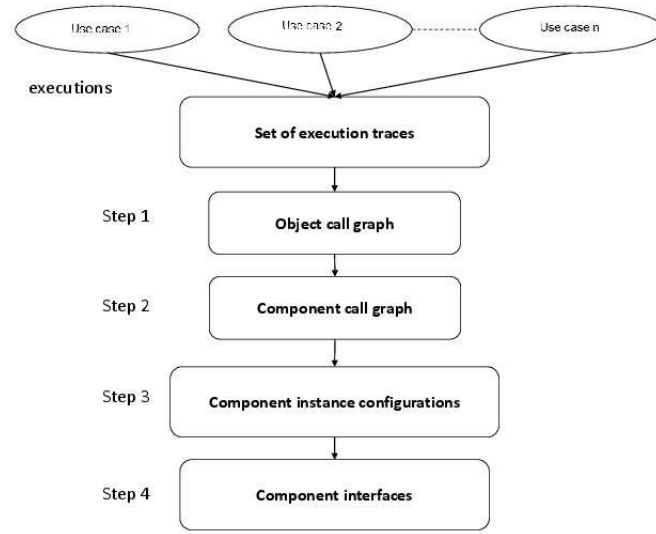 Use case 1
Use case 2
Use case n
executions
Set of execution traces
Step 1
Object call graph
Step 2
Component call graph
Step 3
Component instance configurations
Step 4
Component interfaces